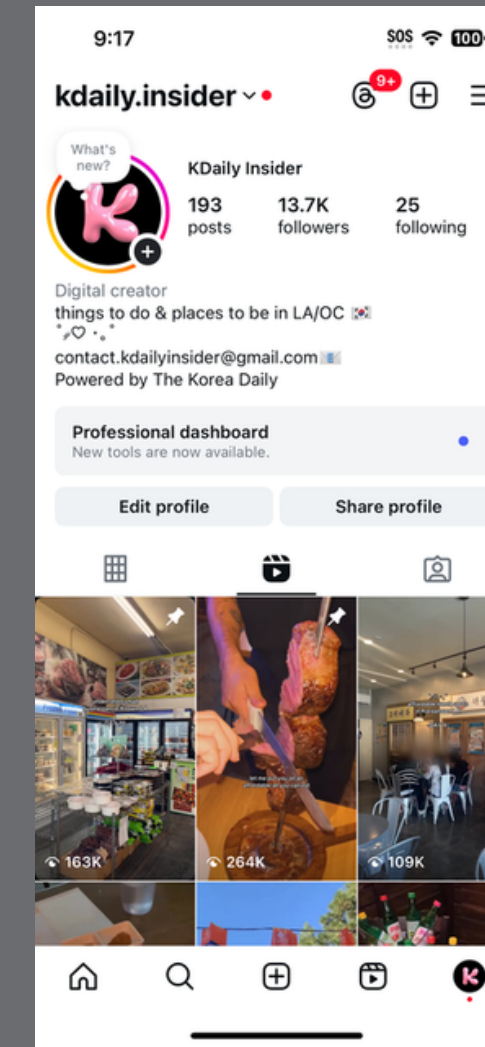 9:17
SOS 100
kdaily.insider
9+
What's
new?
KDaily Insider
193 13.7K 25
posts followers following
Digital creator
things to do & places to be in LA/OC 🇰🇷
contact.kdailyinsider@gmail.com📧
Powered by The Korea Daily
Professional dashboard
New tools are now available.
Edit profile Share profile
163K 264K 109K